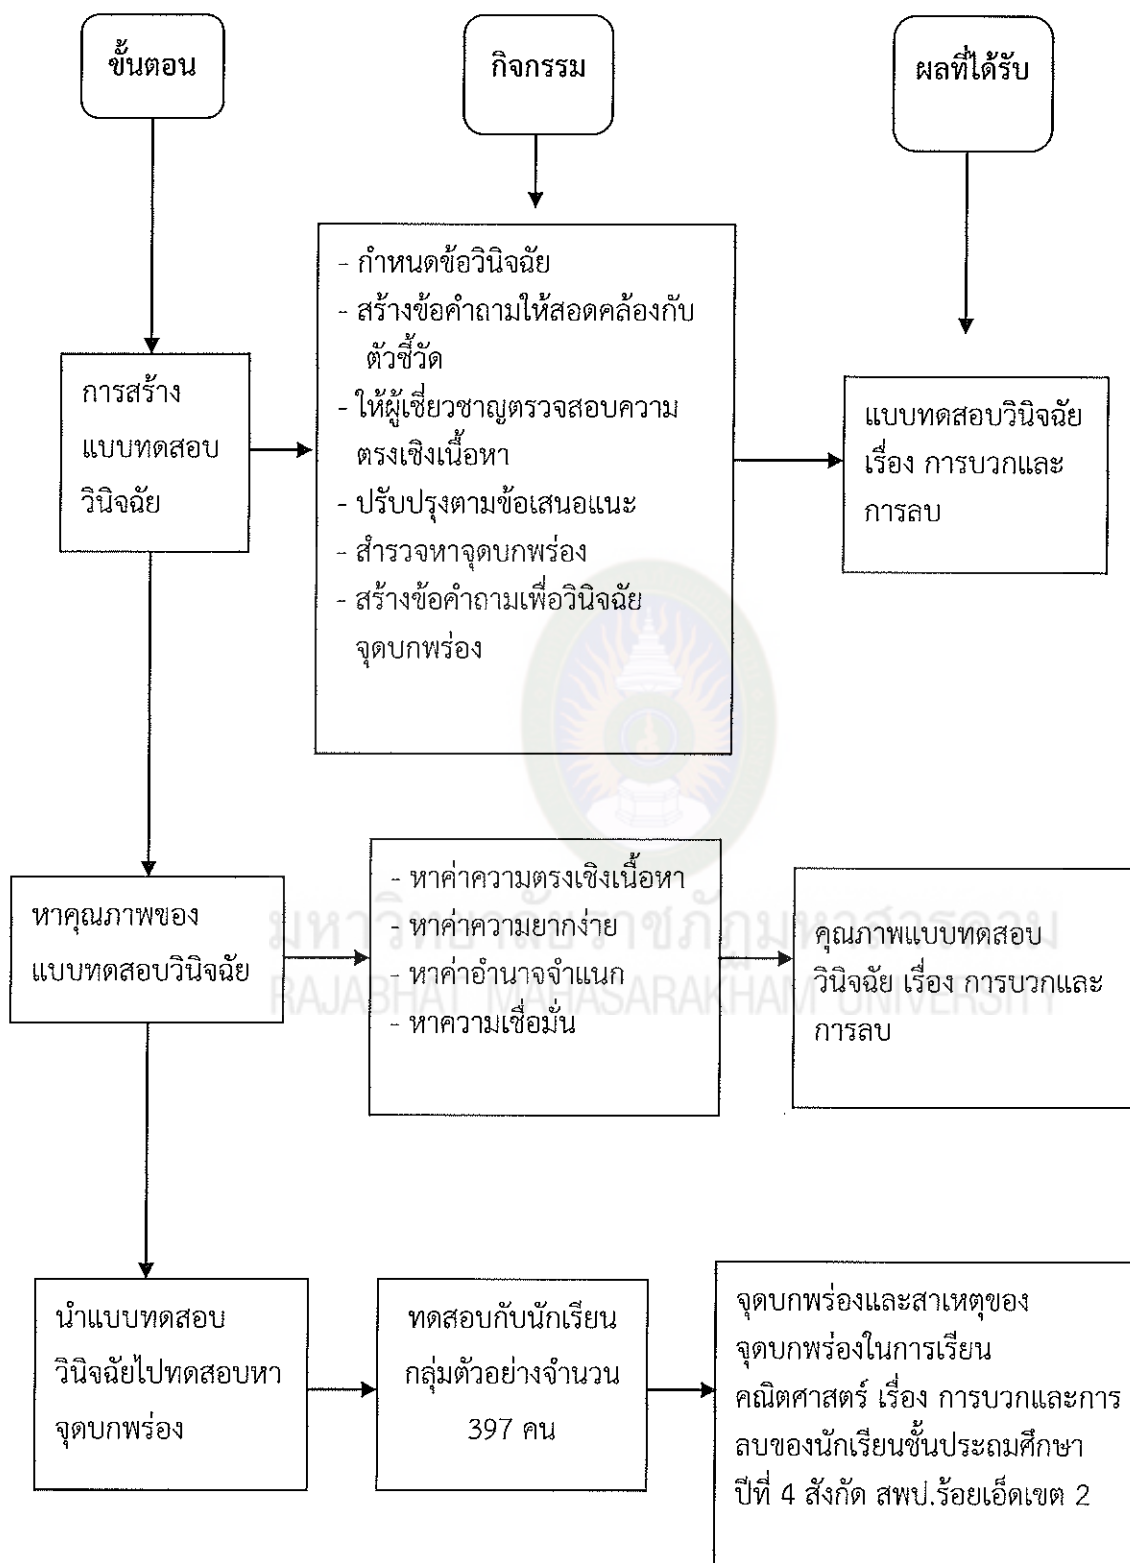 ขั้นตอน
กิจกรรม
ผลที่ได้รับ
การสร้าง
แบบทดสอบ
วินิจฉัย
- กำหนดข้อวินิจฉัย
- สร้างข้อคำถามให้สอดคล้องกับ
ตัวชี้วัด
- ให้ผู้เชี่ยวชาญตรวจสอบความ
ตรงเชิงเนื้อหา
- ปรับปรุงตามข้อเสนอแนะ
- สำรวจหาจุดบกพร่อง
- สร้างข้อคำถามเพื่อวินิจฉัย
จุดบกพร่อง
แบบทดสอบวินิจฉัย
เรื่อง การบวกและ
การลบ
หาคุณภาพของ
แบบทดสอบวินิจฉัย
- หาค่าความตรงเชิงเนื้อหา
- หาค่าความยากง่าย
- หาค่าอำนาจจำแนก
- หาความเชื่อมั่น
คุณภาพแบบทดสอบ
วินิจฉัย เรื่อง การบวกและ
การลบ
มหาวิทยาลัยราชภัฏมหาสารคาม
RAJABHAT MAHASARAKHAM UNIVERSITY
นำแบบทดสอบ
วินิจฉัยไปทดสอบหา
จุดบกพร่อง
ทดสอบกับนักเรียน
กลุ่มตัวอย่างจำนวน
397 คน
จุดบกพร่องและสาเหตุของ
จุดบกพร่องในการเรียน
คณิตศาสตร์ เรื่อง การบวกและการ
ลบของนักเรียนชั้นประถมศึกษา
ปีที่ 4 สังกัด สพป.ร้อยเอ็ดเขต 2